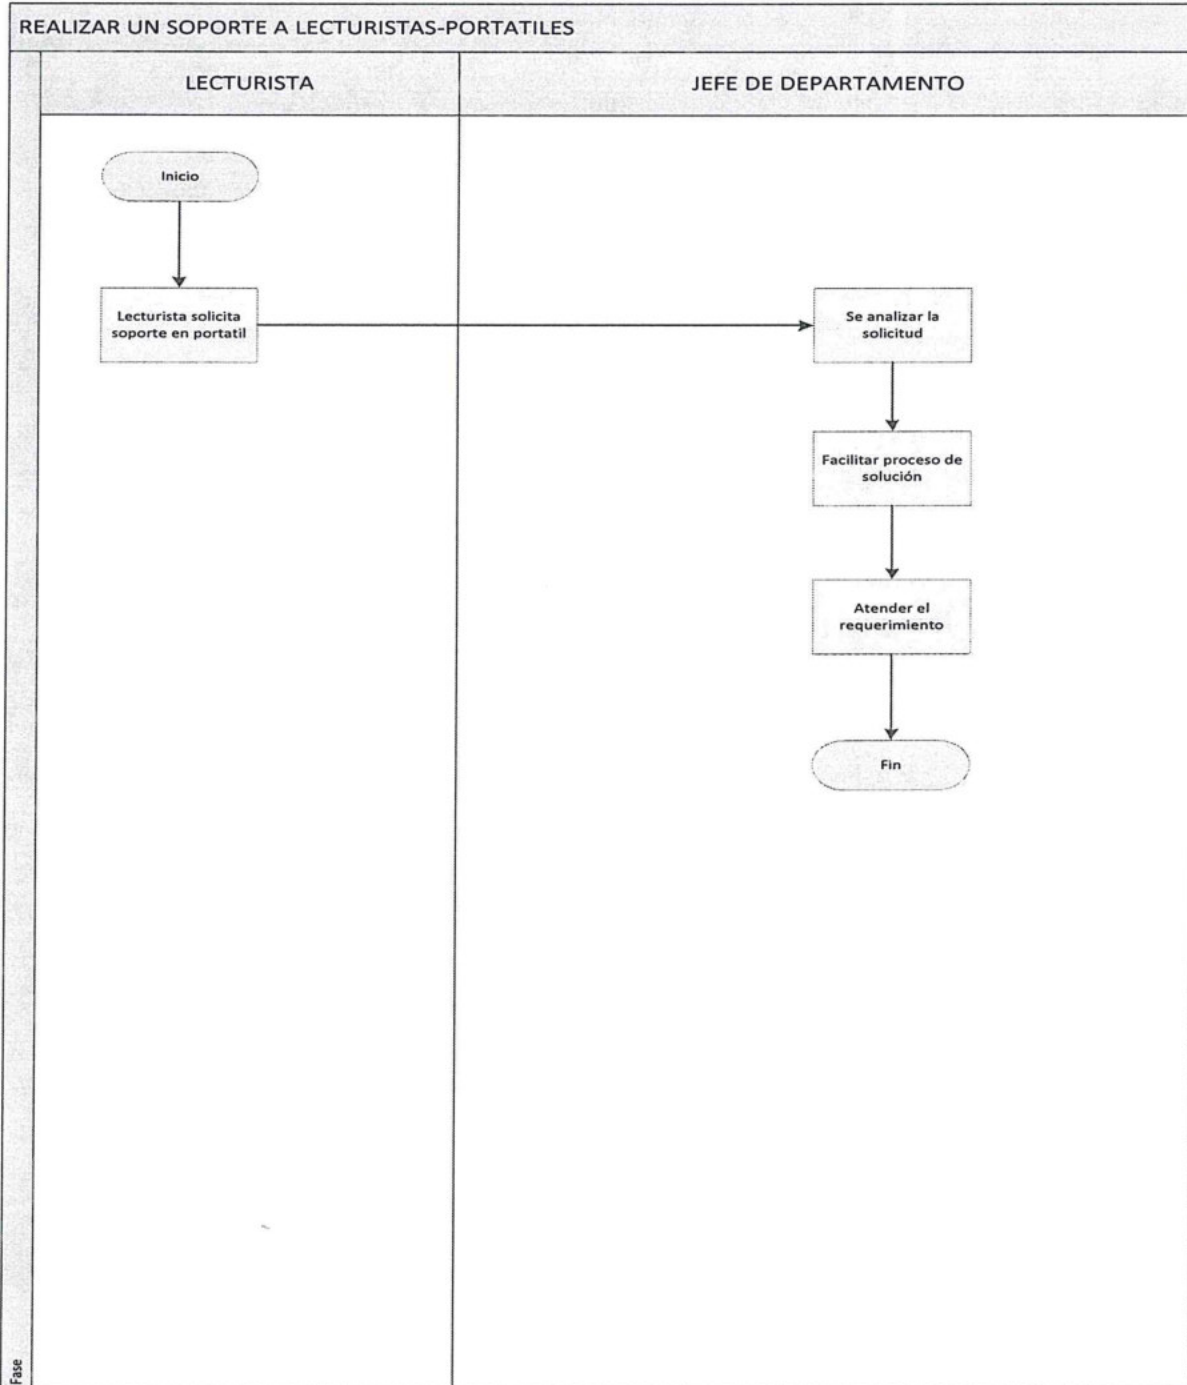 REALIZAR UN SOPORTE A LECTURISTAS-PORTATILES
LECTURISTA
JEFE DE DEPARTAMENTO
Inicio
Lecturista solicita
soporte en portatil
Se analizar la
solicitud
Facilitar proceso de
solución
Atender el
requerimiento
Fin
Fase